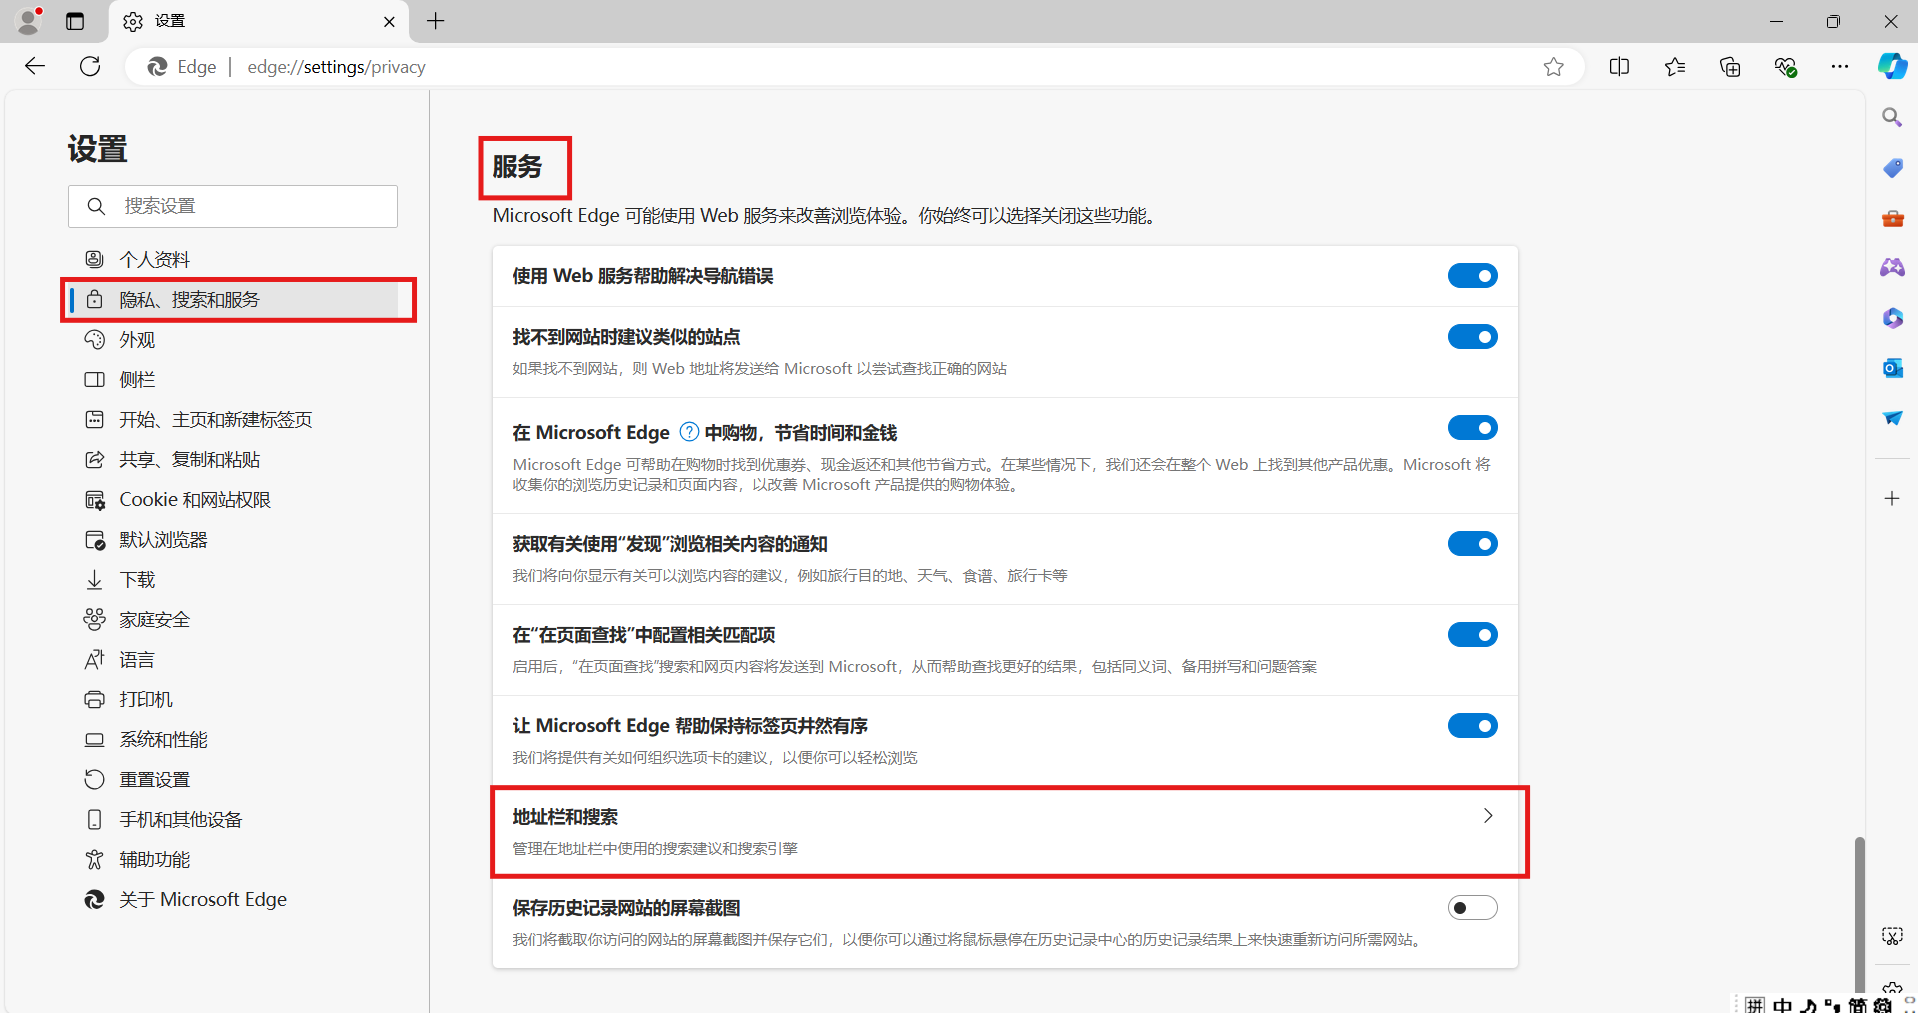 设置
Edge
edge://settings/privacy
设置
搜索设置
个人资料
隐私、搜索和服务
外观
侧栏
开始、主页和新建标签页
共享、复制和粘贴
Cookie 和网站权限
默认浏览器
下载
家庭安全
语言
打印机
系统和性能
重置设置
手机和其他设备
辅助功能
关于 Microsoft Edge
服务
Microsoft Edge 可能使用 Web 服务来改善浏览体验。你始终可以选择关闭这些功能。
使用 Web 服务帮助解决导航错误
找不到网站时建议类似的站点
如果找不到网站，则 Web 地址将发送给 Microsoft 以尝试查找正确的网站
在 Microsoft Edge ? 中购物，节省时间和金钱
Microsoft Edge 可帮助在购物时找到优惠券、现金返还和其他节省方式。在某些情况下，我们还会在整个 Web 上找到其他产品优惠。Microsoft 将
收集你的浏览历史记录和页面内容，以改善 Microsoft 产品提供的购物体验。
获取有关使用“发现”浏览相关内容的通知
我们将向你显示有关可以浏览内容的建议，例如旅行目的地、天气、食谱、旅行卡等
在“在页面查找”中配置相关匹配项
启用后，“在页面查找”搜索和网页内容将发送到 Microsoft，从而帮助查找更好的结果，包括同义词、备用拼写和问题答案
让 Microsoft Edge 帮助保持标签页井然有序
我们将提供有关如何组织选项卡的建议，以便你可以轻松浏览
地址栏和搜索
管理在地址栏中使用的搜索建议和搜索引擎
保存历史记录网站的屏幕截图
我们将截取你访问的网站的屏幕截图并保存它们，以便你可以通过将鼠标悬停在历史记录中心的历史记录结果上来快速重新访问所需网站。
拼 中 简